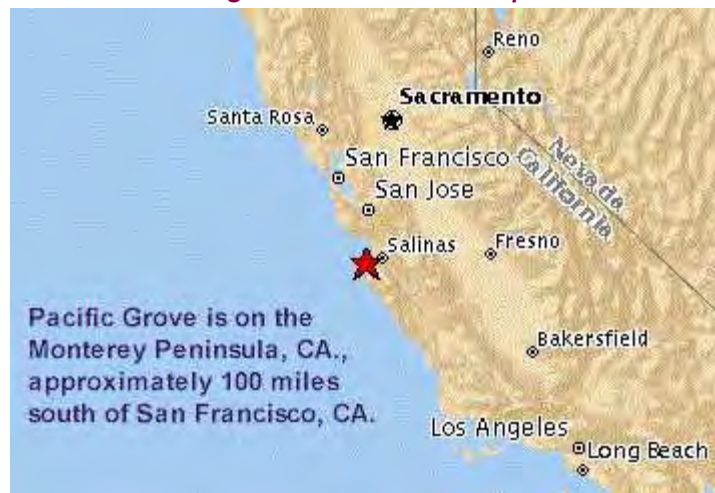 Reno
Sacramento
Santa Rosa
San Francisco
San Jose
Nevada
California
Salinas
Fresno
Pacific Grove is on the
Monterey Peninsula, CA.,
approximately 100 miles
south of San Francisco, CA.
Bakersfield
Los Angeles
Long Beach